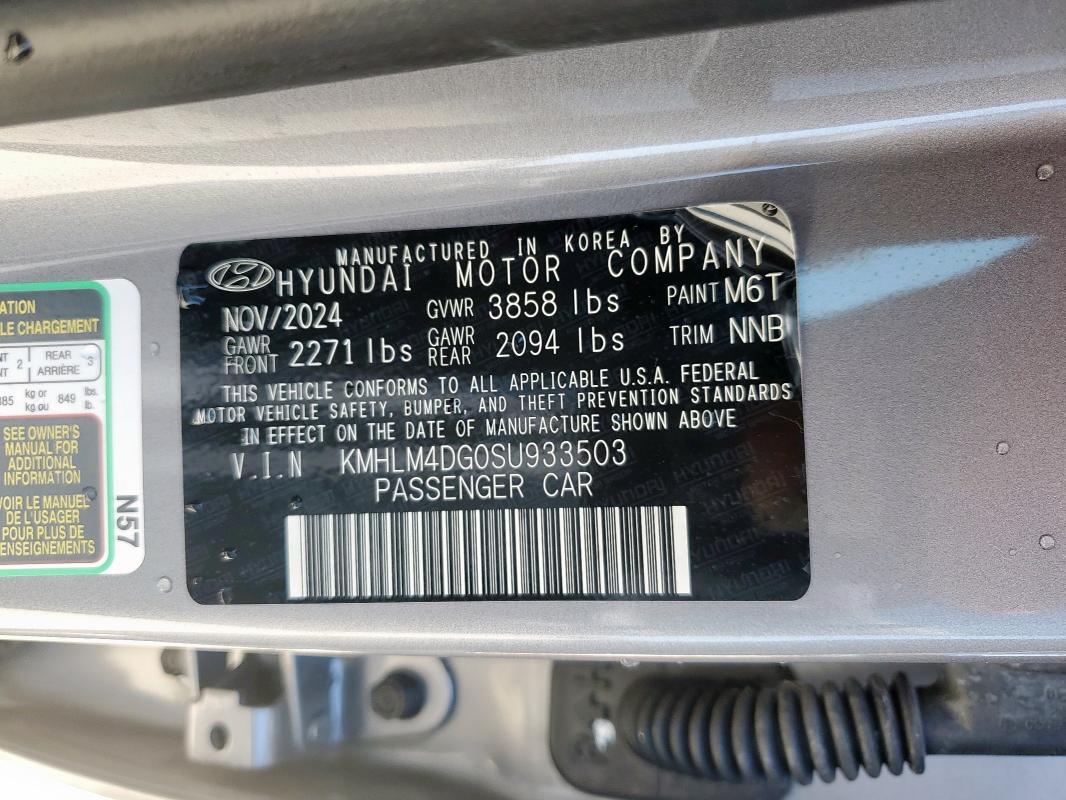 MANUFACTURED IN KOREA BY
HYUNDAI MOTOR COMPANY
NOV/2024 GVWR 3858 lbs PAINT M6T
GAWR FRONT 2271 lbs GAWR REAR 2094 lbs TRIM NNB
THIS VEHICLE CONFORMS TO ALL APPLICABLE U.S.A. FEDERAL
MOTOR VEHICLE SAFETY, BUMPER, AND THEFT PREVENTION STANDARDS
IN EFFECT ON THE DATE OF MANUFACTURE SHOWN ABOVE
V.I.N KMHLM4DG0SU933503
PASSENGER CAR
CHARGEMENT
2 REAR ARRIÈRE 3
kg or kg ou 849 lbs. lb.
SEE OWNER'S
MANUAL FOR
ADDITIONAL
INFORMATION
VOIR LE MANUEL
DE L'USAGER
POUR PLUS DE
RENSEIGNEMENTS
N57